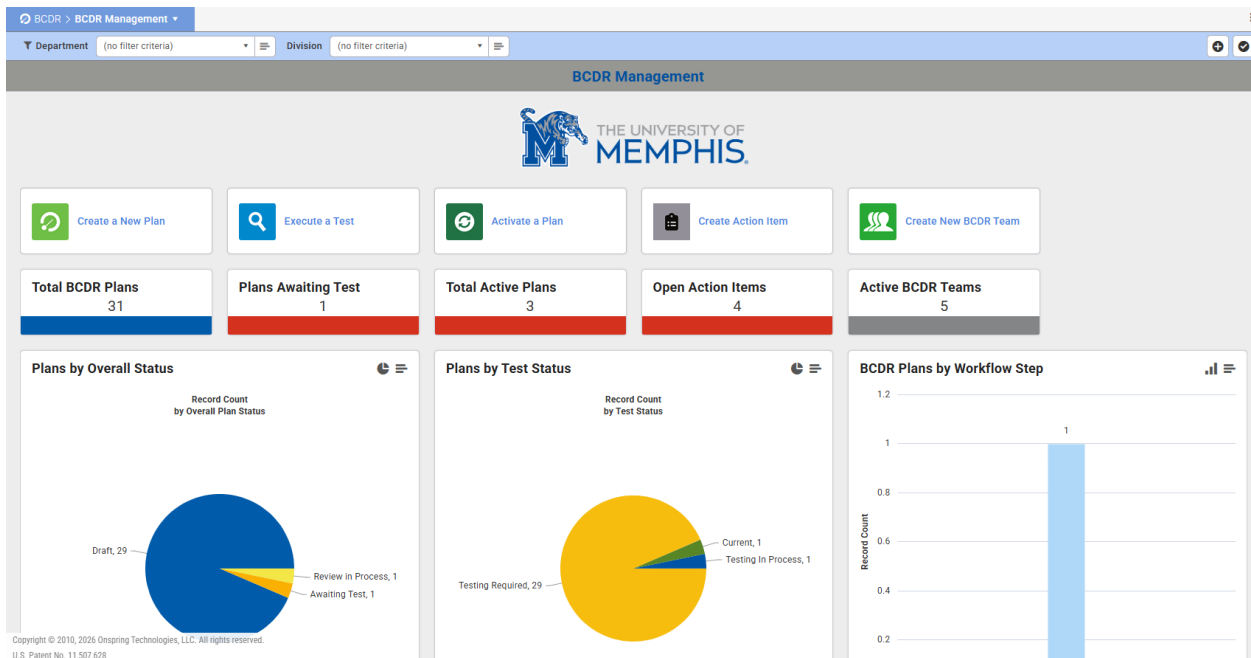 BCDR > BCDR Management
Department (no filter criteria) Division (no filter criteria)
BCDR Management
M THE UNIVERSITY OF
MEMPHIS.
Create a New Plan Execute a Test Activate a Plan Create Action Item Create New BCDR Team
Total BCDR Plans Plans Awaiting Test Total Active Plans Open Action Items Active BCDR Teams
31 1 3 4 5
Plans by Overall Status
Record Count
by Overall Plan Status
Draft, 29
Review in Process, 1
Awaiting Test, 1
Plans by Test Status
Record Count
by Test Status
Current, 1
Testing In Process, 1
Testing Required, 29
BCDR Plans by Workflow Step
1.2
1
1
0.8
0.6
0.4
0.2
Record Count
Copyright © 2010, 2026 Onspring Technologies, LLC. All rights reserved.
U.S. Patent No. 11,507,628